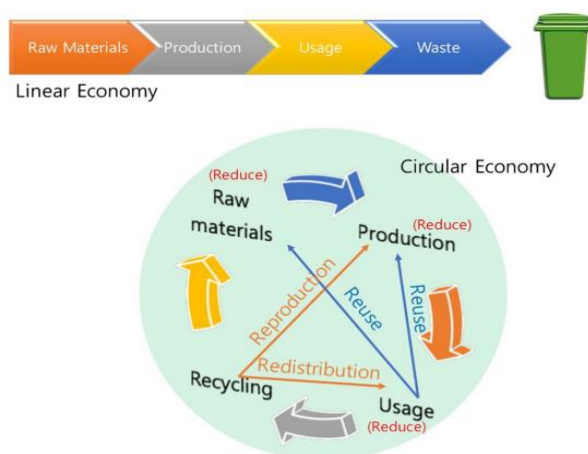 Raw Materials Production Usage Waste
Linear Economy
Circular Economy
(Reduce)
Raw
materials
(Reduce)
Production
Reproduction
Reuse
Reuse
Redistribution
Recycling
Usage
(Reduce)